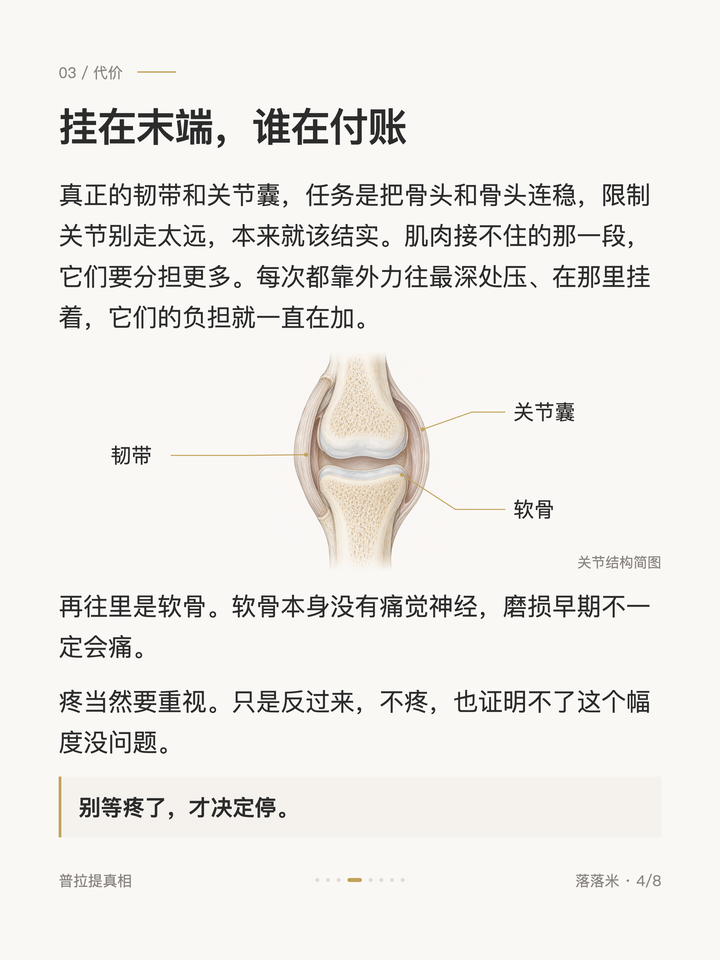 03 / 代价
挂在末端，谁在付账
真正的韧带和关节囊，任务是把骨头和骨头连稳，限制
关节别走太远，本来就该结实。肌肉接不住的那一段，
它们要分担更多。每次都靠外力往最深处压、在那里挂
着，它们的负担就一直在加。
关节囊
韧带
软骨
关节结构简图
再往里是软骨。软骨本身没有痛觉神经，磨损早期不一
定会痛。
疼当然要重视。只是反过来，不疼，也证明不了这个幅
度没问题。
别等疼了，才决定停。
普拉提真相
落落米 · 4/8